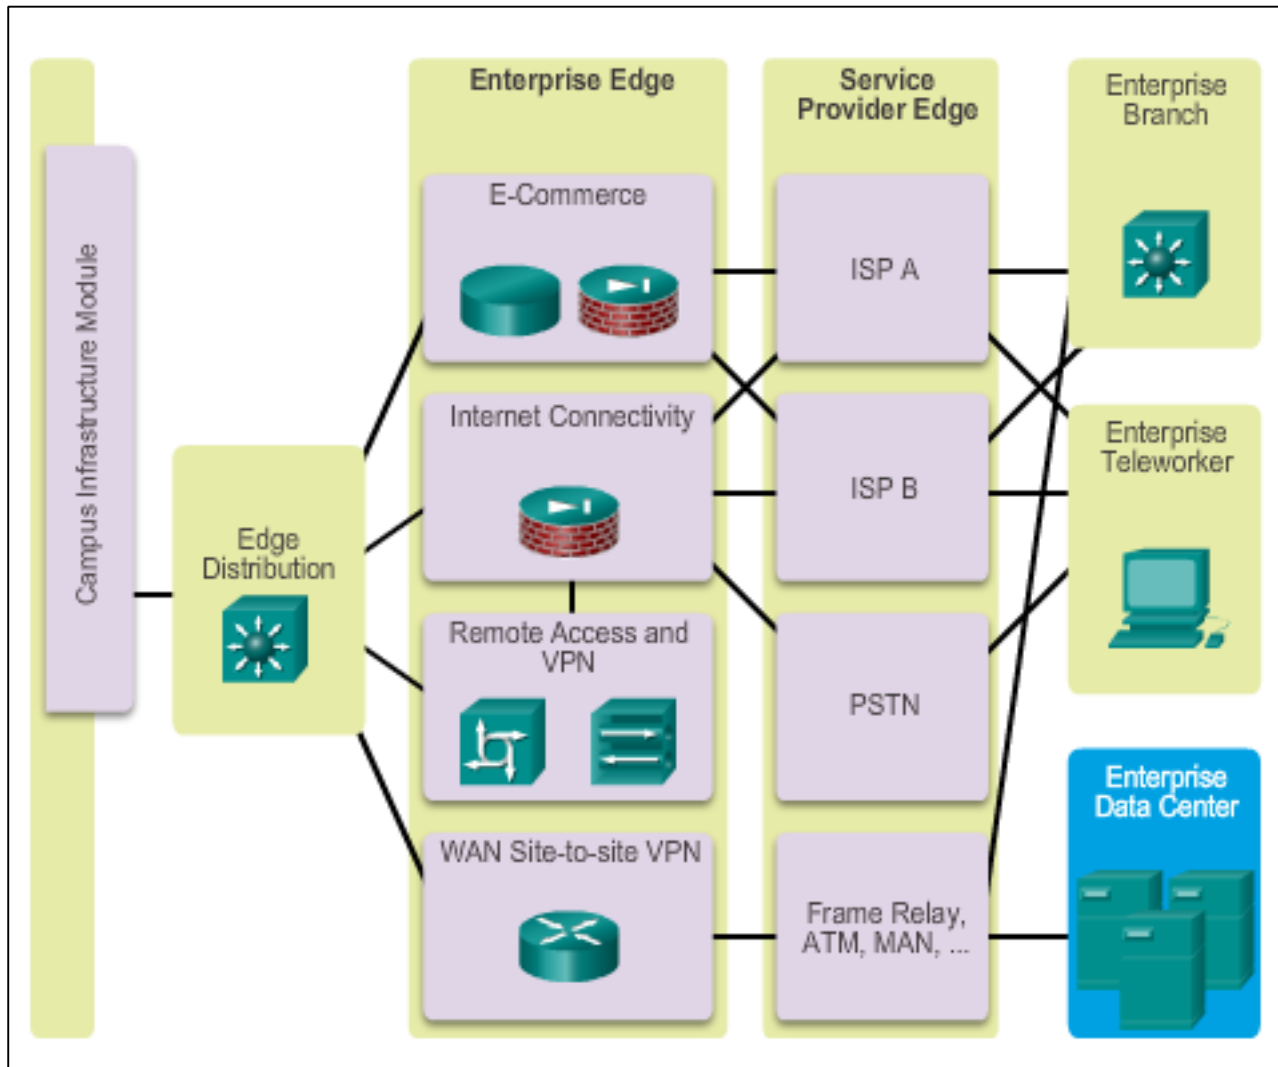 Campus Infrastructure Module
Edge
Distribution
Enterprise Edge
E-Commerce
Internet Connectivity
Remote Access and
VPN
WAN Site-to-site VPN
Service
Provider Edge
ISP A
ISP B
PSTN
Frame Relay,
ATM, MAN, ...
Enterprise
Branch
Enterprise
Teleworker
Enterprise
Data Center